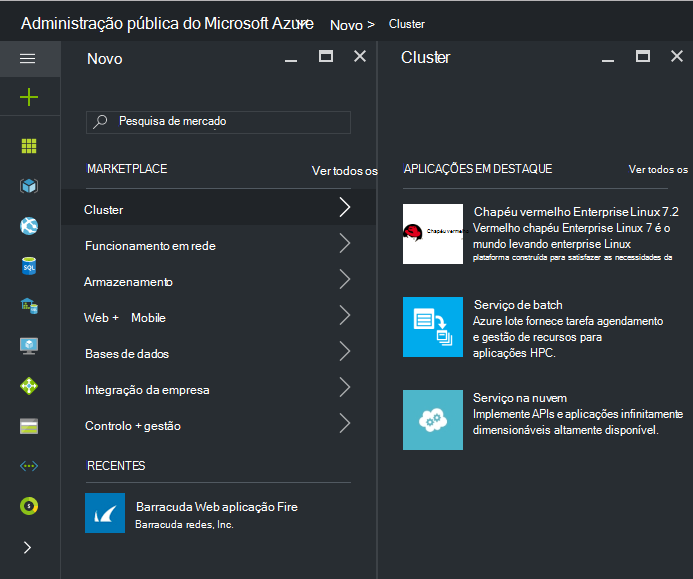 Administração pública do Microsoft Azure Novo > Cluster
Novo
Pesquisa de mercado
MARKETPLACE Ver todos os
Cluster
Funcionamento em rede
Armazenamento
Web + Mobile
Bases de dados
Integração da empresa
Controlo + gestão
RECENTES
Barracuda Web aplicação Fire
Barracuda redes, Inc.
Cluster
APLICAÇÕES EM DESTAQUE Ver todos os
Chapéu vermelho
Chapéu vermelho Enterprise Linux 7.2
Vermelho chapéu Enterprise Linux 7 é o
mundo levando enterprise Linux
plataforma construída para satisfazer as necessidades da
Serviço de batch
Azure lote fornece tarefa agendamento
e gestão de recursos para
aplicações HPC.
Serviço na nuvem
Implemente APIs e aplicações infinitamente
dimensionáveis altamente disponível.
SQL